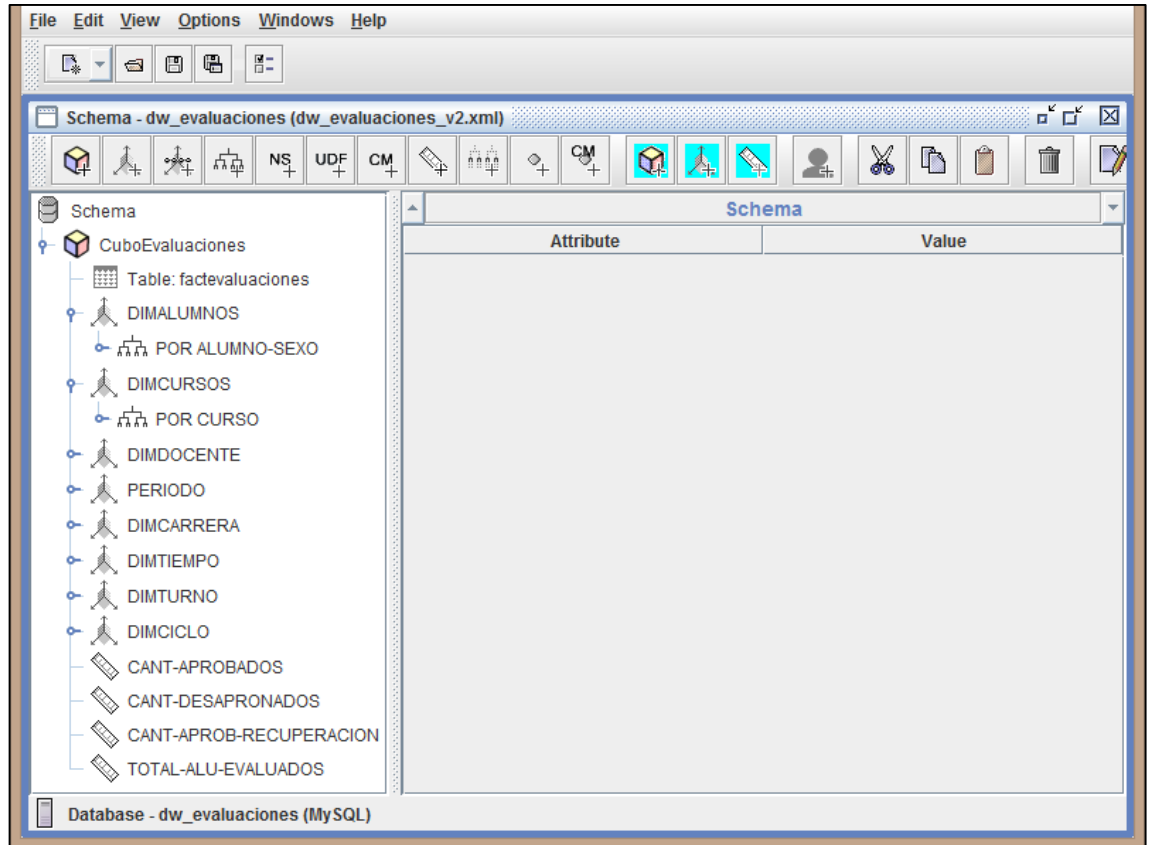 File Edit View Options Windows Help
Schema - dw_evaluaciones (dw_evaluaciones_v2.xml)
NS UDF CM CM
Schema
Schema
Attribute Value
CuboEvaluaciones
Table: factevaluaciones
DIMALUMNOS
POR ALUMNO-SEXO
DIMCURSOS
POR CURSO
DIMDOCENTE
PERIODO
DIMCARRERA
DIMTIEMPO
DIMTURNO
DIMCICLO
CANT-APROBADOS
CANT-DESAPRONADOS
CANT-APROB-RECUPERACION
TOTAL-ALU-EVALUADOS
Database - dw_evaluaciones (MySQL)